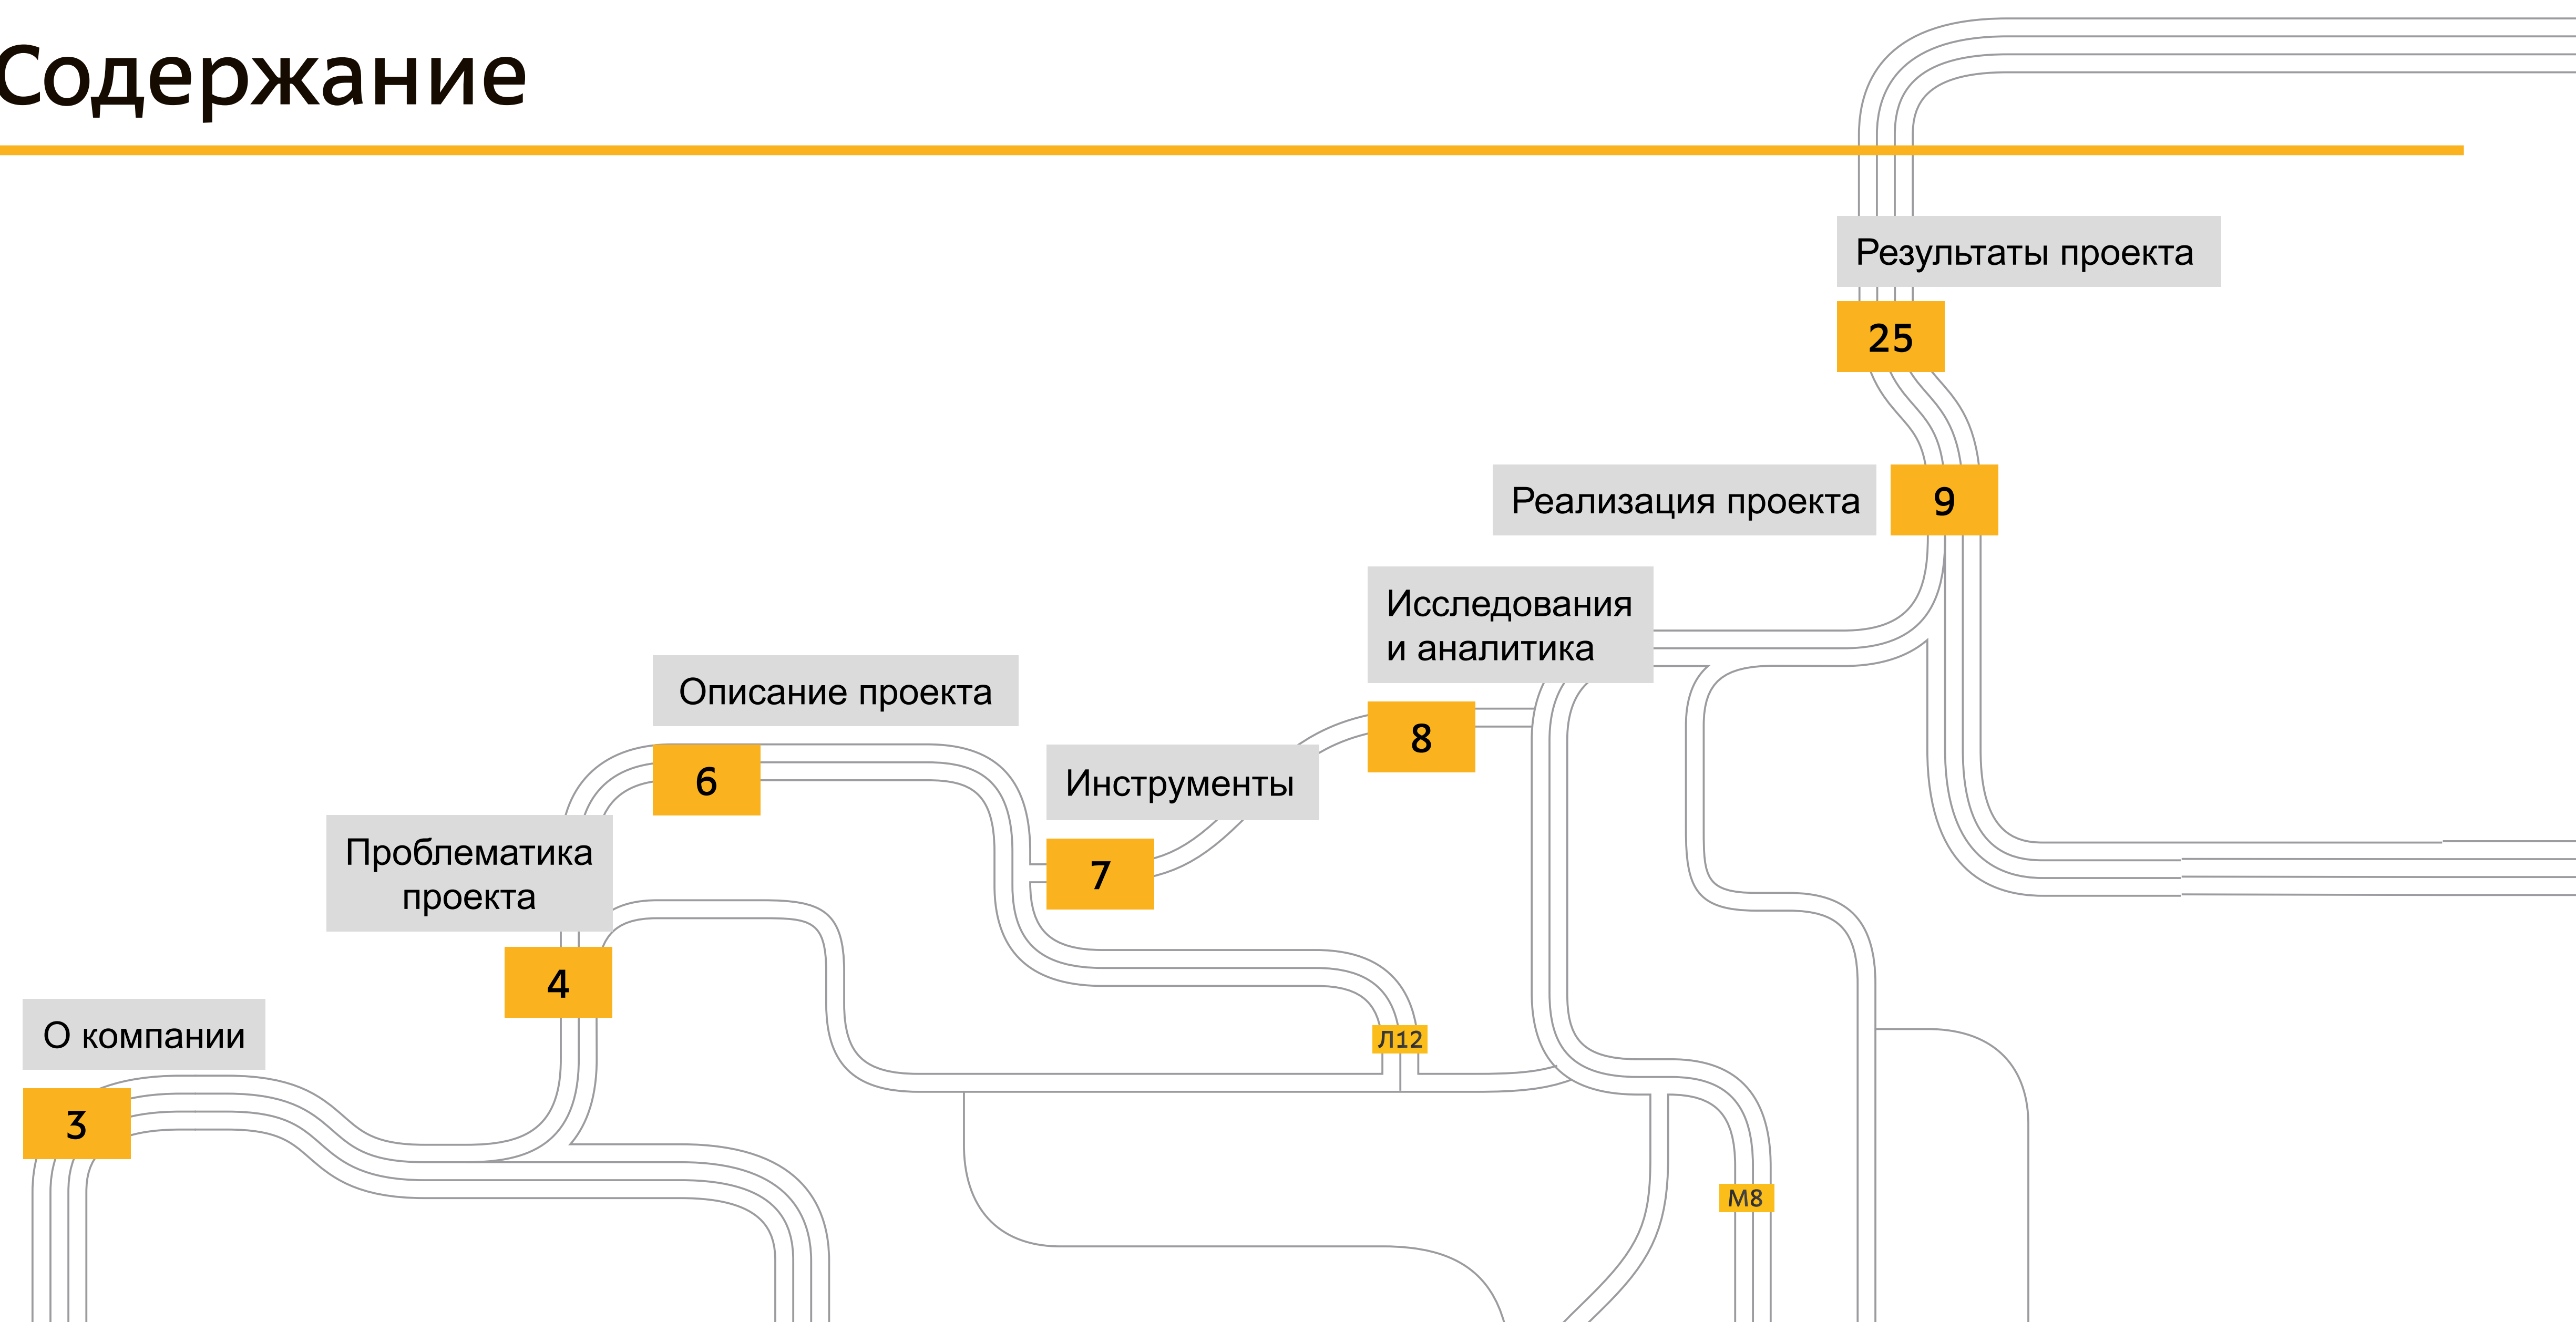 Содержание
Результаты проекта
25
Реализация проекта
9
Исследования
и аналитика
8
Описание проекта
6
Инструменты
7
Проблематика
проекта
4
О компании
3
Л12
М8